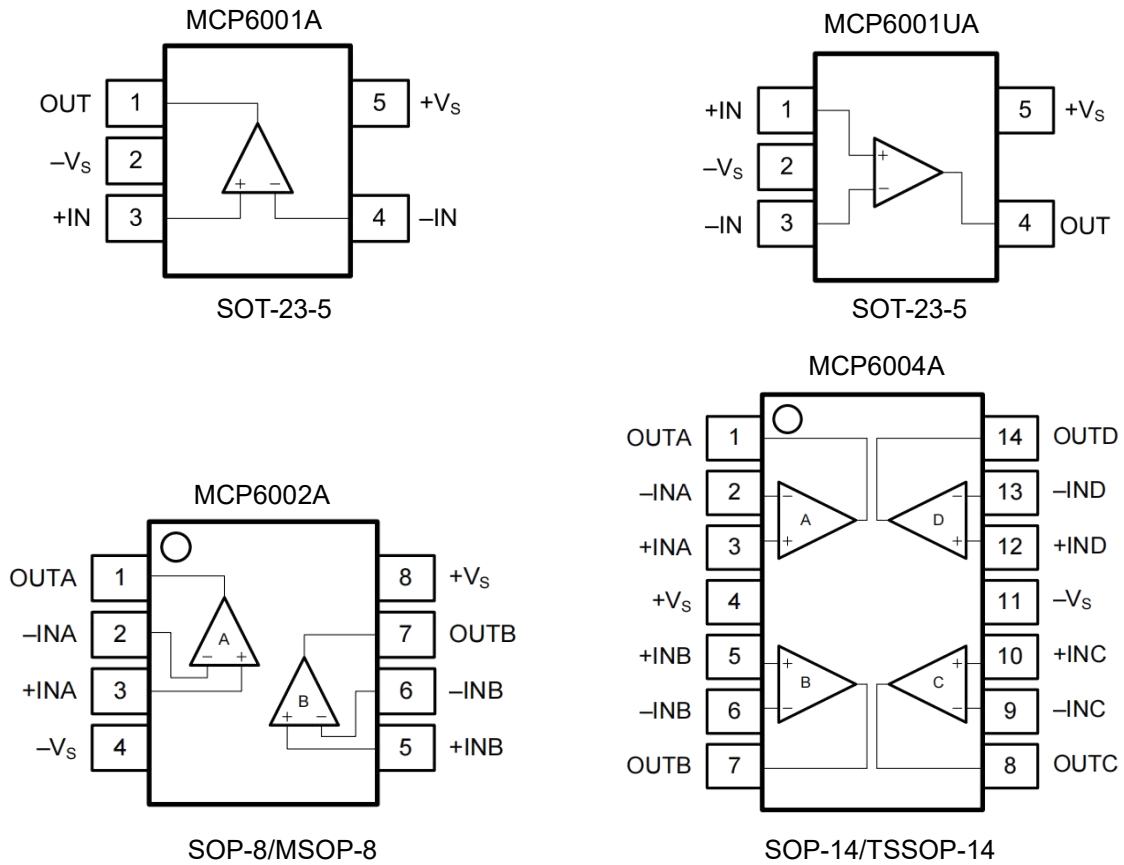 MCP6001A
OUT 1 5 +VS
–VS 2
+IN 3 4 –IN
+ –
SOT-23-5
MCP6001UA
+IN 1 5 +VS
–VS 2
–IN 3 4 OUT
+
–
SOT-23-5
MCP6002A
OUTA 1 8 +VS
–INA 2 7 OUTB
+INA 3 6 –INB
–VS 4 5 +INB
A
– +
B
+ –
SOP-8/MSOP-8
MCP6004A
OUTA 1 14 OUTD
–INA 2 – – 13 –IND
A D
+INA 3 + + 12 +IND
+VS 4 11 –VS
+INB 5 + + 10 +INC
B C
–INB 6 – – 9 –INC
OUTB 7 8 OUTC
SOP-14/TSSOP-14